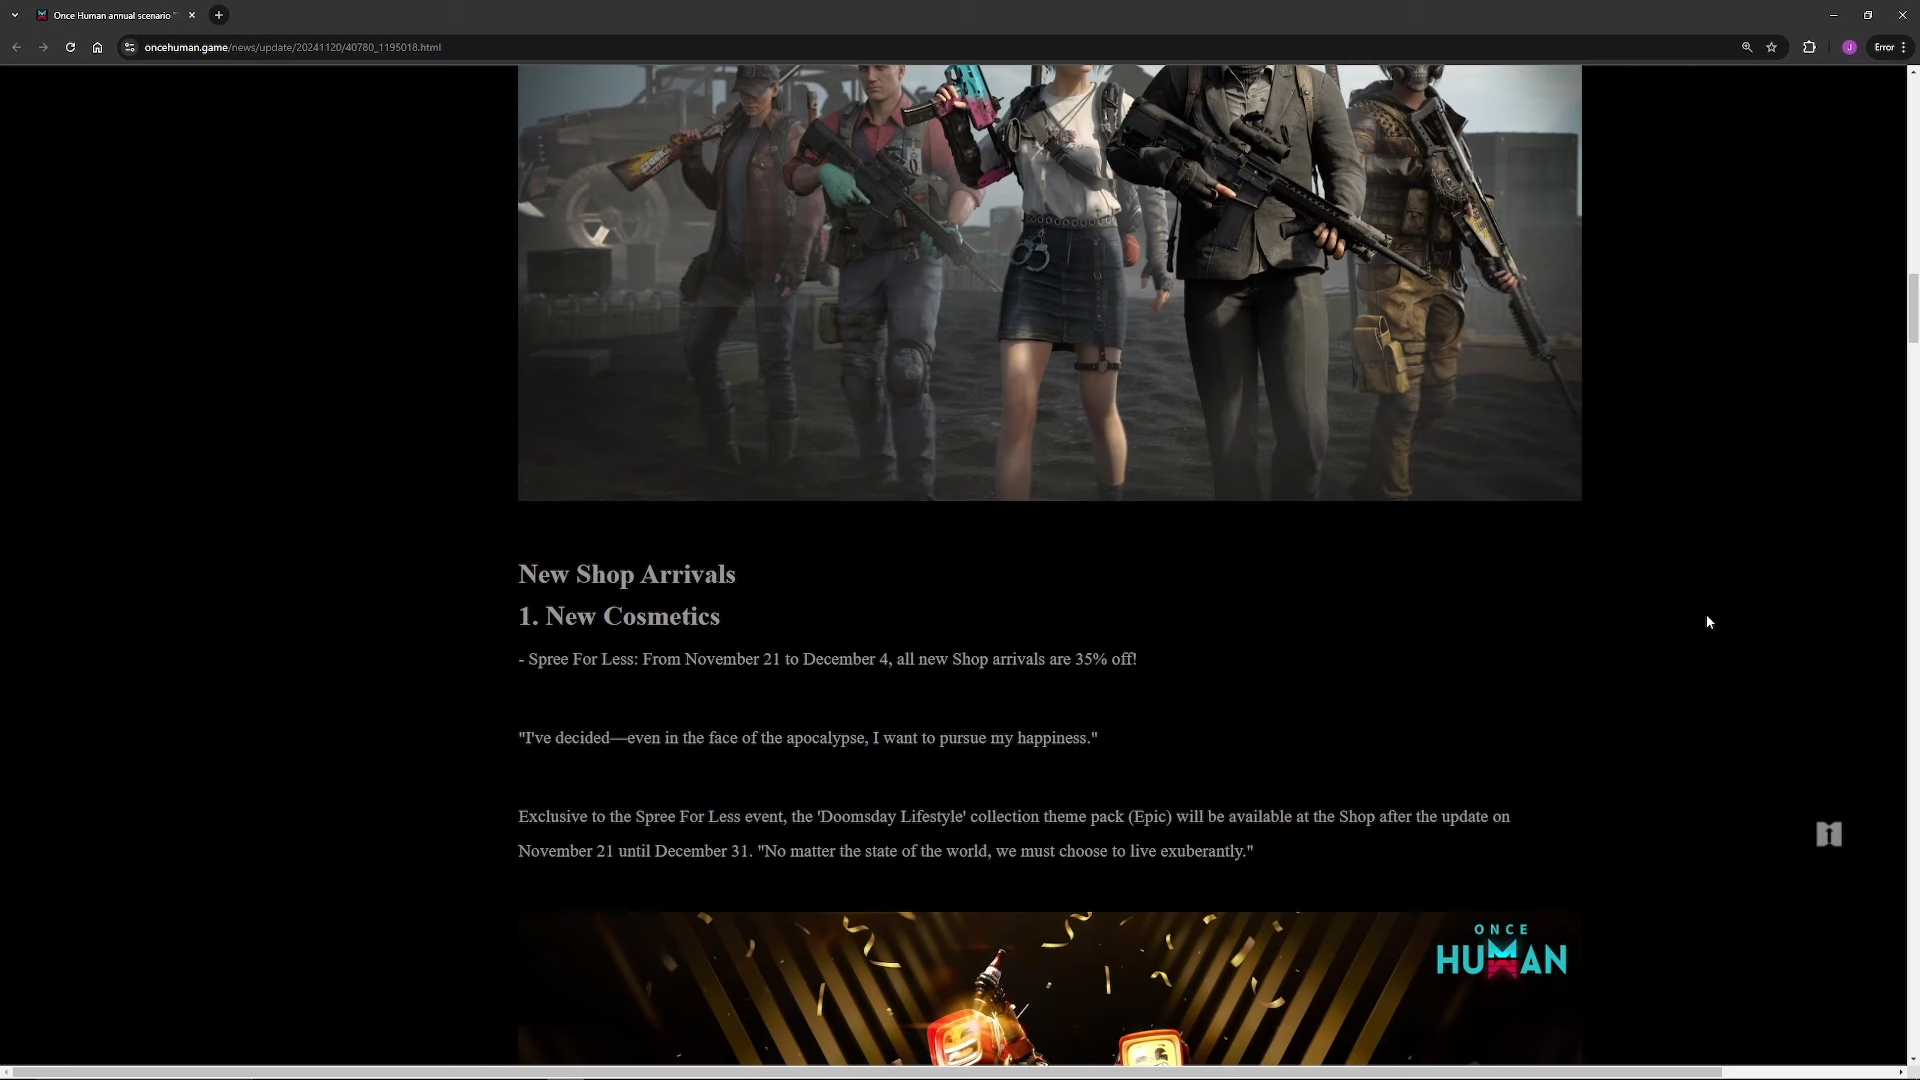 Once Human annual scenario
oncehuman.game/news/update/20241120/40780_1195018.html
J
Error
New Shop Arrivals
1. New Cosmetics
- Spree For Less: From November 21 to December 4, all new Shop arrivals are 35% off!
"I've decided—even in the face of the apocalypse, I want to pursue my happiness."
Exclusive to the Spree For Less event, the 'Doomsday Lifestyle' collection theme pack (Epic) will be available at the Shop after the update on
November 21 until December 31. "No matter the state of the world, we must choose to live exuberantly."
ONCE
HUMAN